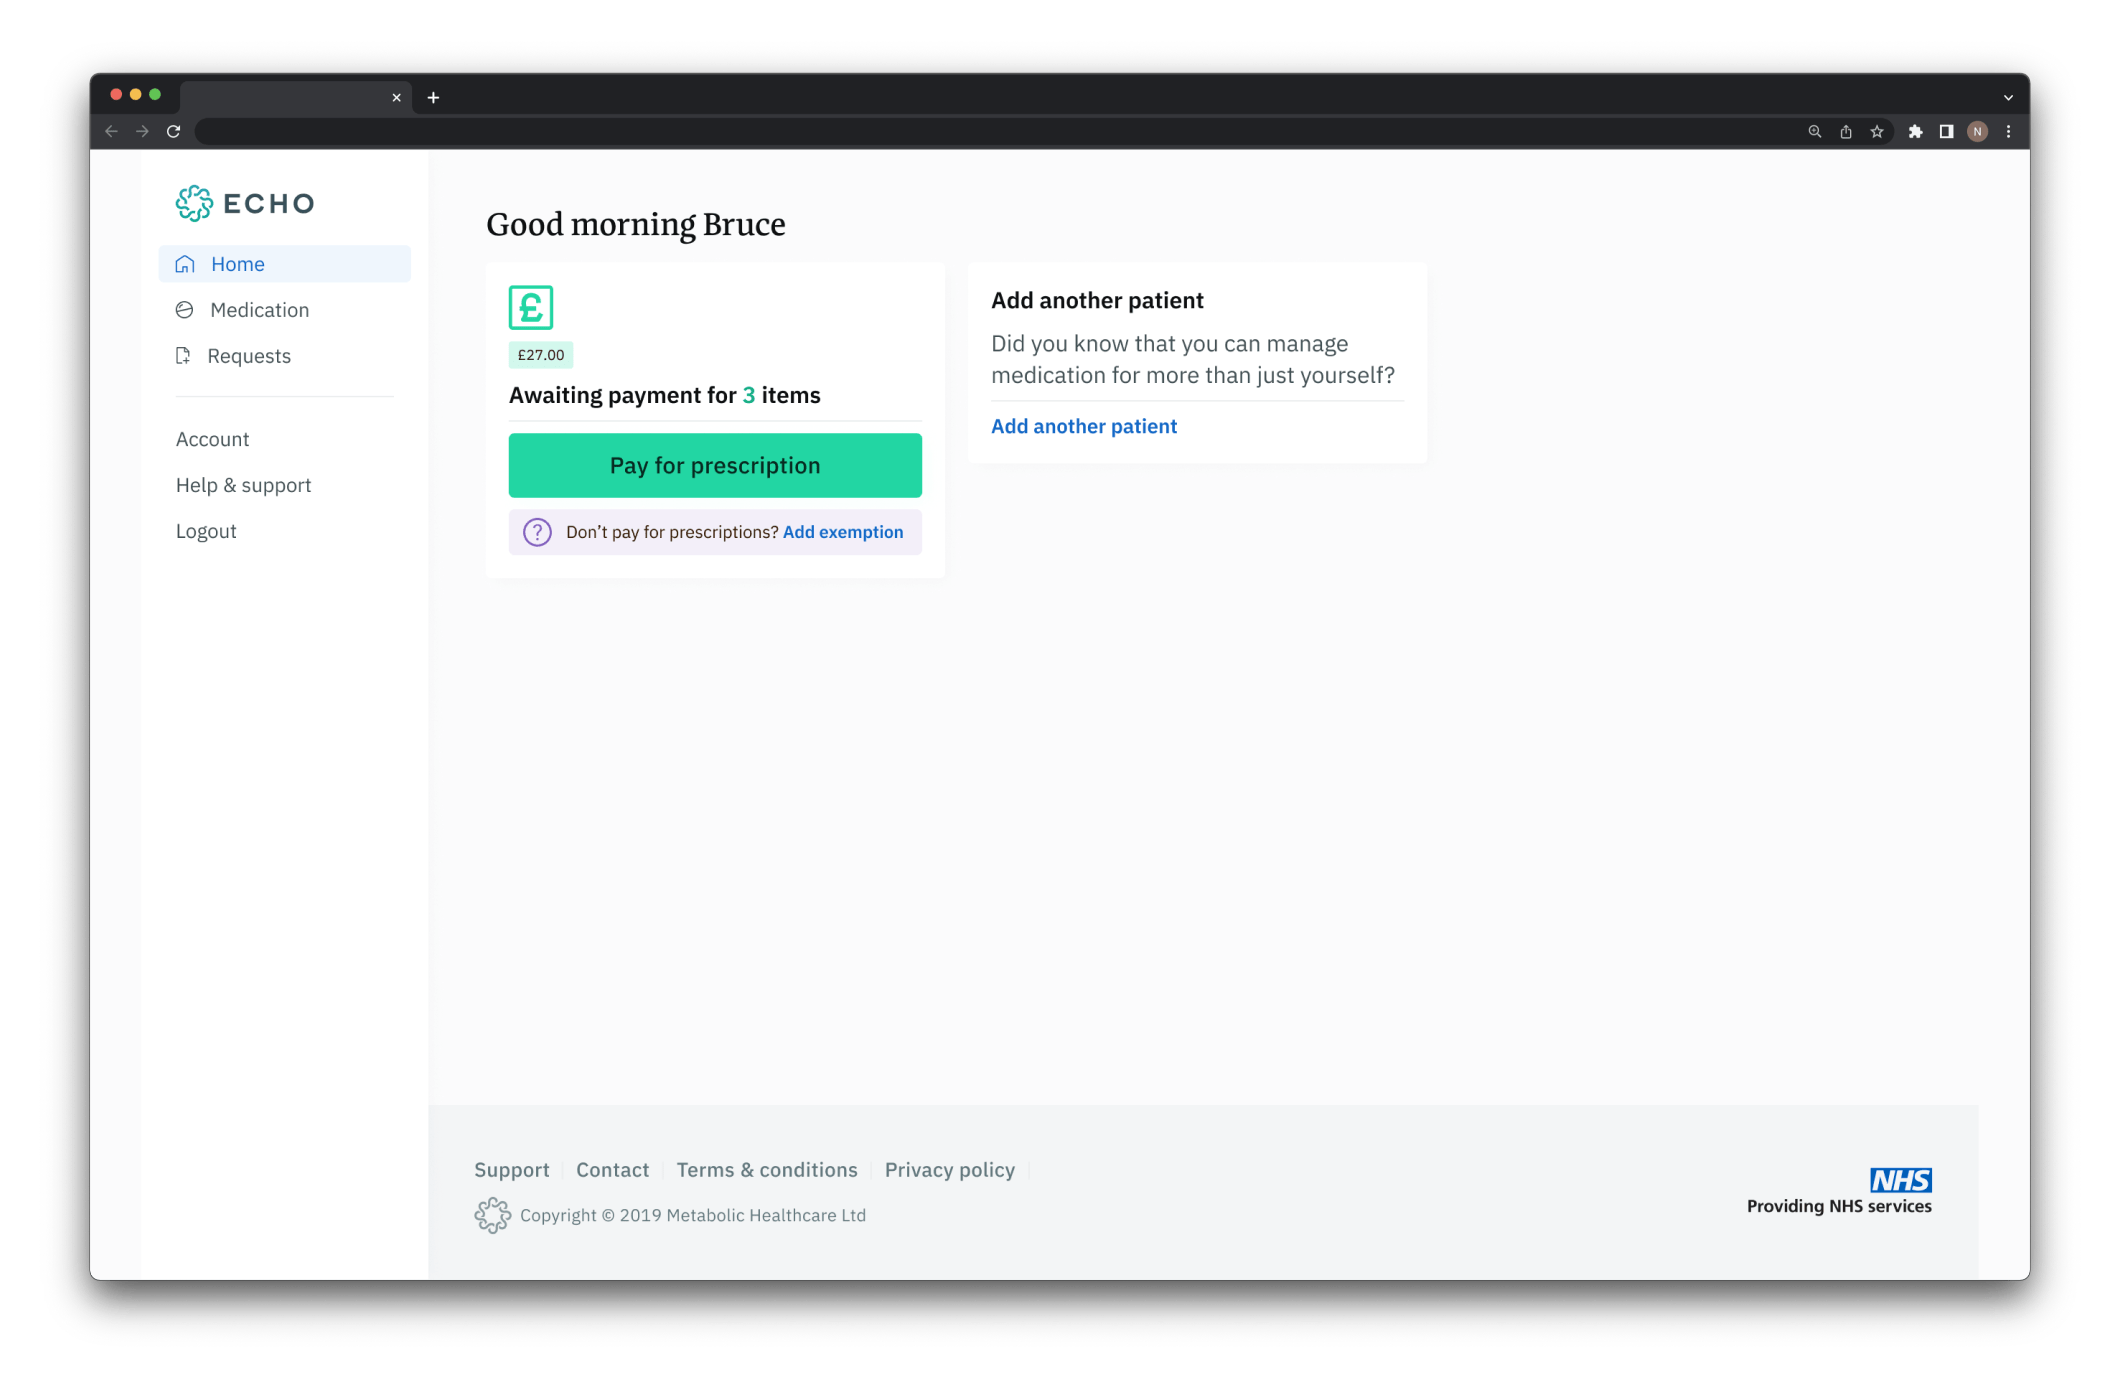 N
ECHO
Home
Medication
Requests
Account
Help & support
Logout
Good morning Bruce
£
£27.00
Awaiting payment for 3 items
Pay for prescription
? Don’t pay for prescriptions? Add exemption
Add another patient
Did you know that you can manage
medication for more than just yourself?
Add another patient
Support Contact Terms & conditions Privacy policy
Copyright © 2019 Metabolic Healthcare Ltd
NHS
Providing NHS services